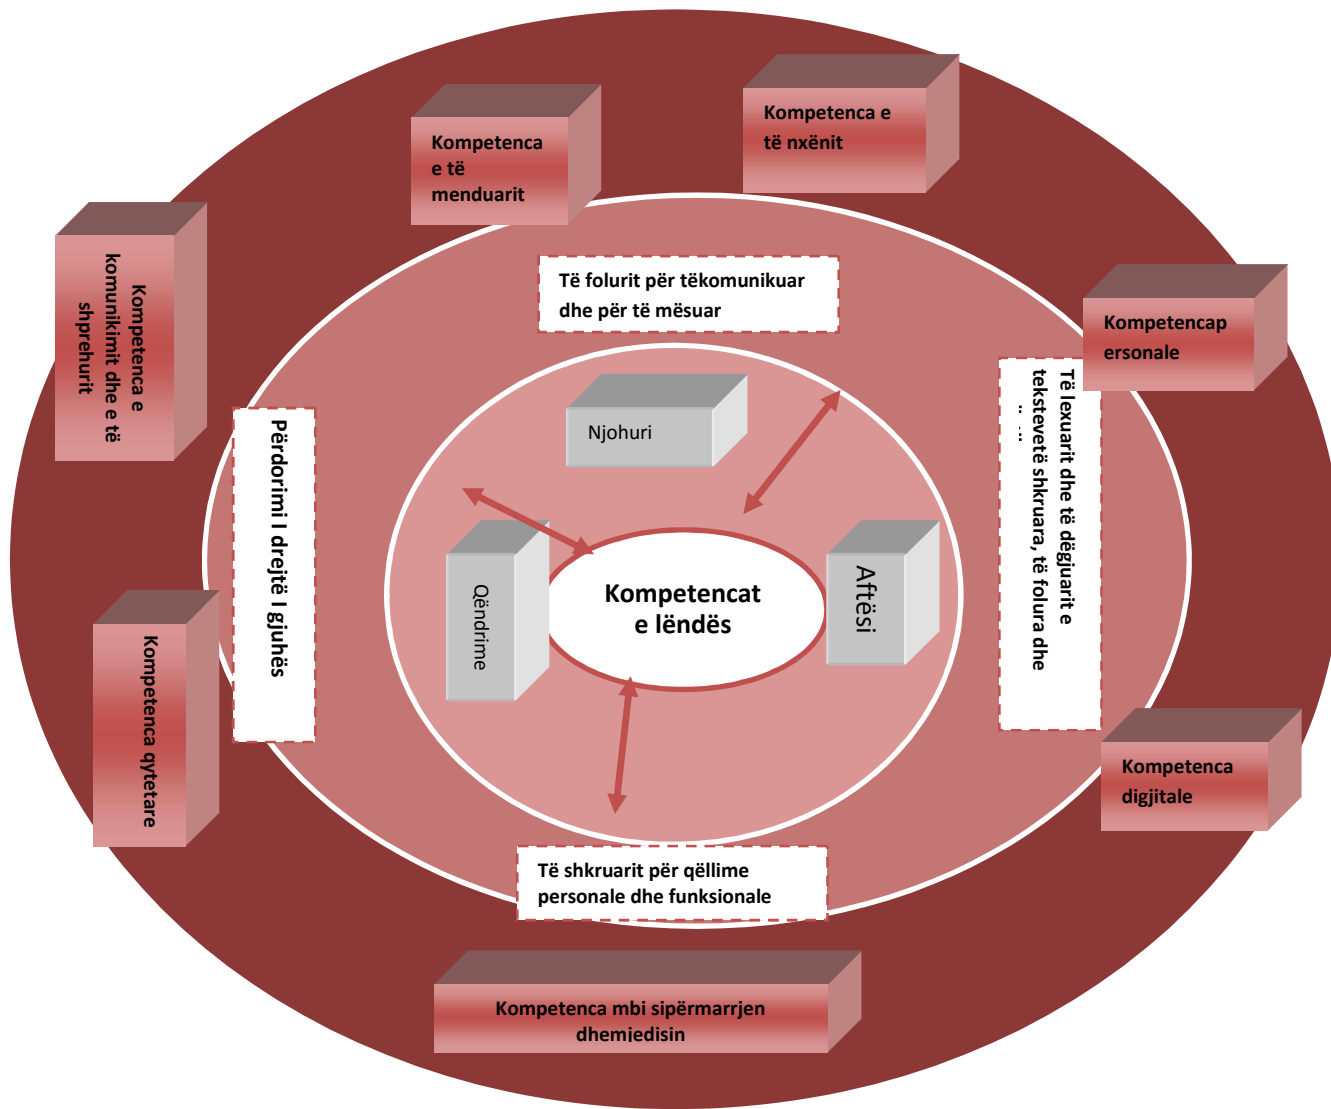 Kompetenca e
të nxënit
Kompetenca
e të
menduarit
Kompetenca e
komunikimit dhe e të
shprehurit
Të folurit për tëkomunikuar
dhe për të mësuar
Kompetencap
ersonale
Të lexuarit dhe të dëgjuarit e
tekstevetë shkruara, të folura dhe
Njohuri
Përdorimi I drejtë I gjuhës
Qëndrime
Kompetencat
e lëndës
Aftësi
Kompetenca qytetare
Kompetenca
digjitale
Të shkruarit për qëllime
personale dhe funksionale
Kompetenca mbi sipërmarrjen
dhemjedisin